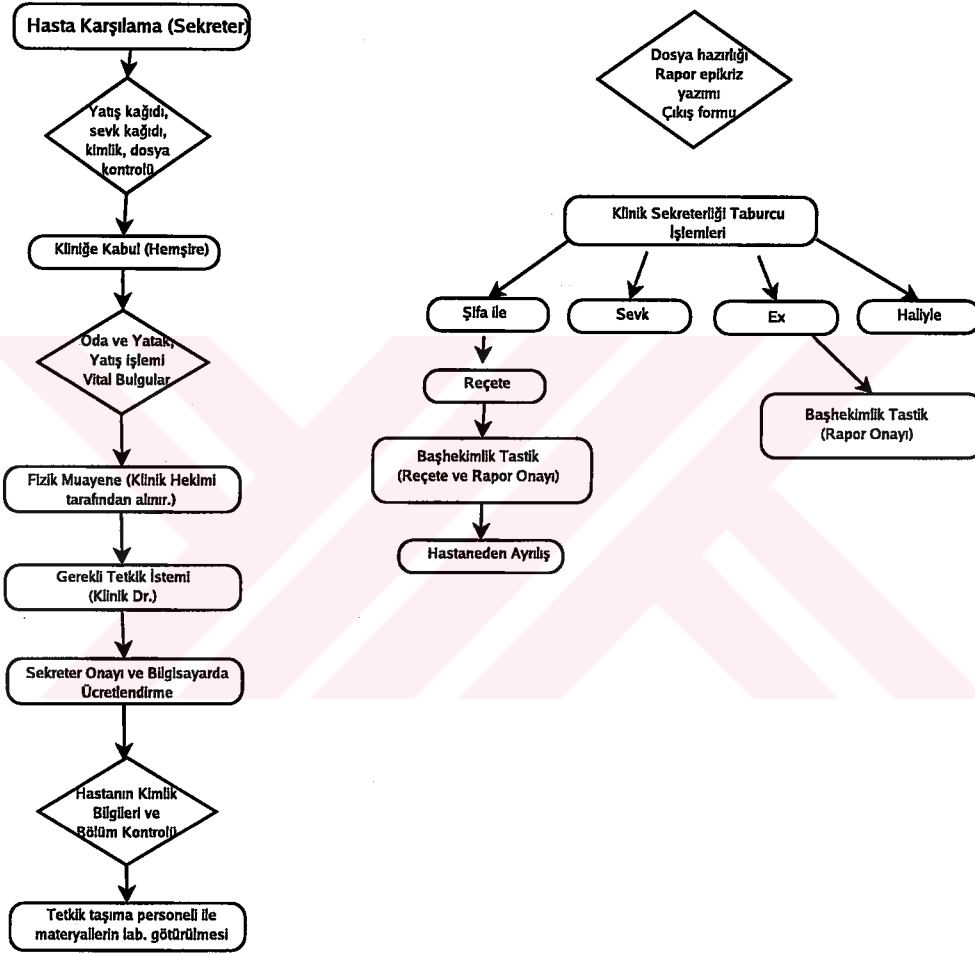 Hasta Karşılama (Sekreter)
Yatış kağıdı,
sevk kağıdı,
kimlik, dosya
kontrolü
Kliniğe Kabul (Hemşire)
Oda ve Yatak,
Yatış işlemi
Vital Bulgular
Fizik Muayene (Klinik Hekimi
tarafından alınır.)
Gerekli Tetkik İstemi
(Klinik Dr.)
Sekreter Onayı ve Bilgisayarda
Ücretlendirme
Hastanın Kimlik
Bilgileri ve
Bölüm Kontrolü
Tetkik taşıma personeli ile
materyallerin lab. götürülmesi
Dosya hazırlığı
Rapor epikriz
yazımı
Çıkış formu
Klinik Sekreterliği Taburcu
İşlemleri
Şifa ile
Sevk
Ex
Haliyle
Reçete
Başhekimlik Tastik
(Reçete ve Rapor Onayı)
Hastaneden Ayrılış
Başhekimlik Tastik
(Rapor Onayı)